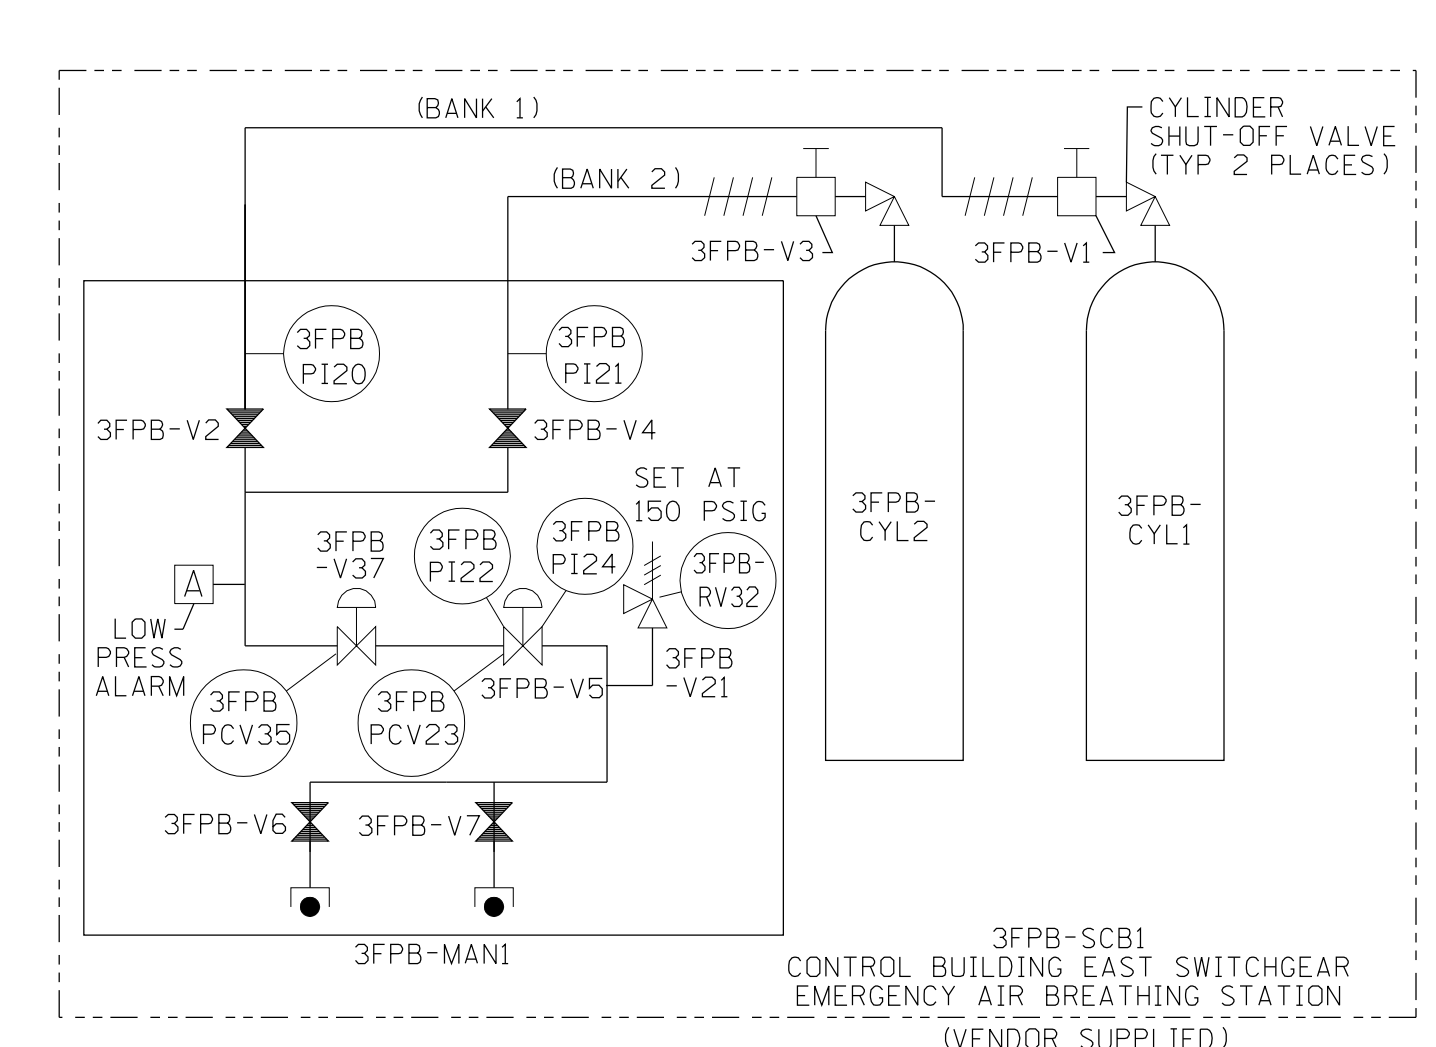 (BANK 1)
CYLINDER
SHUT-OFF VALVE
(TYP 2 PLACES)
(BANK 2)
3FPB-V3
3FPB-V1
3FPB
PI20
3FPB
PI21
3FPB-V2
3FPB-V4
SET AT
150 PSIG
3FPB-
CYL2
3FPB-
CYL1
3FPB
-V37
3FPB
PI22
3FPB
PI24
3FPB-
RV32
A
LOW
PRESS
ALARM
3FPB
PCV35
3FPB
PCV23
3FPB-V5
3FPB
-V21
3FPB-V6
3FPB-V7
3FPB-MAN1
3FPB-SCB1
CONTROL BUILDING EAST SWITCHGEAR
EMERGENCY AIR BREATHING STATION
(VENDOR SUPPLIED)